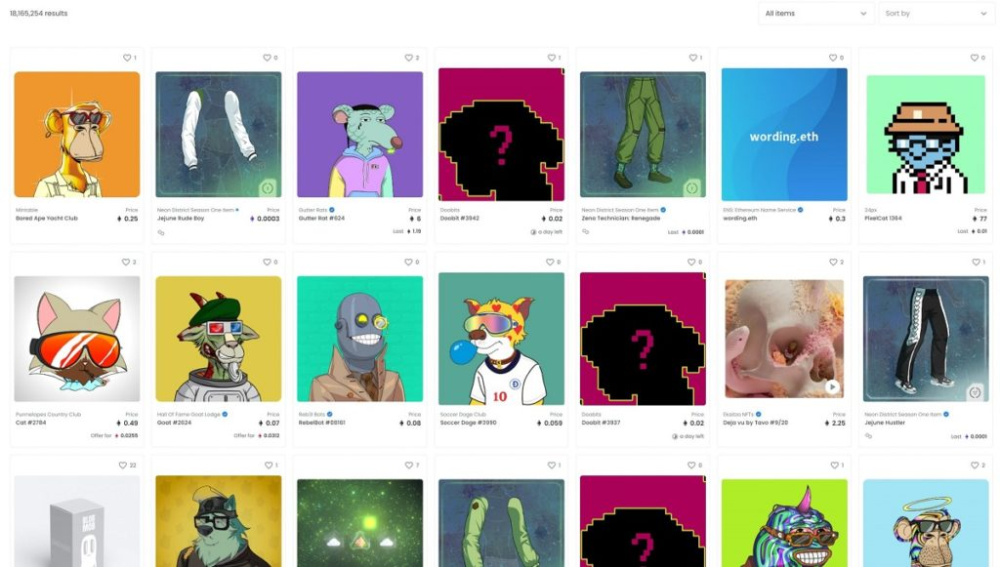 18,165,254 results
All items
Sort by
1
0
2
1
1
0
0
wording.eth
Mintable
Price
Bored Ape Yacht Club
0.25
Neon District Season One Item
Price
Jejune Rude Boy
0.0003
Gutter Rats
Price
Gutter Rat #624
6
Last 1.19
Doobits
Price
Doobit #3942
0.02
a day left
Neon District Season One Item
Price
Zeno Technician: Renegade
Last 0.0001
ENS: Ethereum Name Service
Price
wording.eth
0.3
24px
Price
PixelCat 1364
77
Last 0.01
2
0
0
0
0
2
1
10
Purrnelopes Country Club
Price
Cat #2784
0.49
Offer for 0.0255
Hall Of Fame Goat Lodge
Price
Goat #2624
0.07
Offer for 0.0312
Reb3l Bots
Price
RebelBot #08161
0.08
Soccer Doge Club
Price
Soccer Doge #3990
0.059
Doobits
Price
Doobit #3937
0.02
a day left
Price
Deja vu by Tavo #9/20
2.25
Neon District Season One Item
Jejune Hustler
Last 0.0001
22
1
7
1
0
1
2
BLOB
MOB